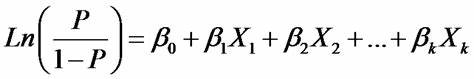 Ln(P/(1-P)) = β₀ + β₁X₁ + β₂X₂ + ... + βₖXₖ